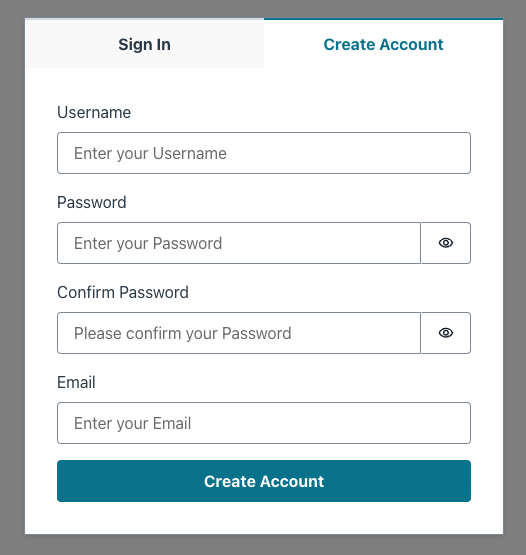 Sign In
Create Account
Username
Enter your Username
Password
Enter your Password
Confirm Password
Please confirm your Password
Email
Enter your Email
Create Account